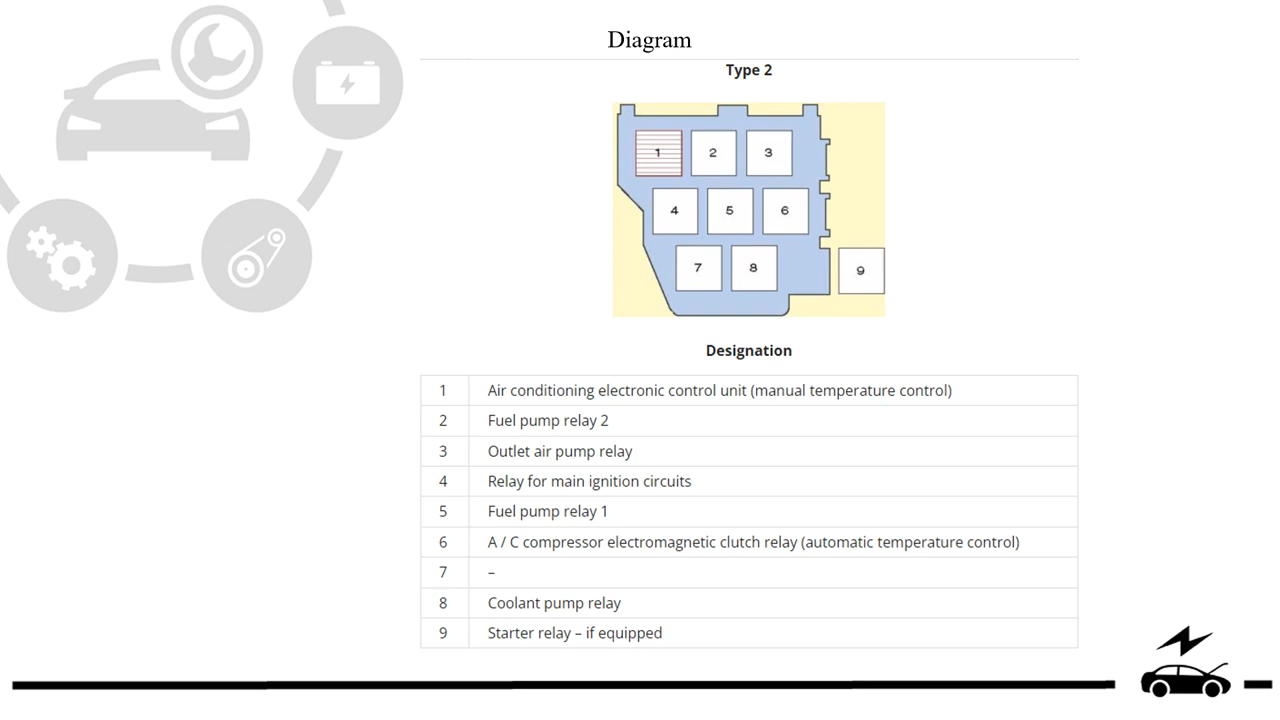 Diagram
Type 2
1 2 3
4 5 6
7 8 9
Designation
1 Air conditioning electronic control unit (manual temperature control)
2 Fuel pump relay 2
3 Outlet air pump relay
4 Relay for main ignition circuits
5 Fuel pump relay 1
6 A / C compressor electromagnetic clutch relay (automatic temperature control)
7 –
8 Coolant pump relay
9 Starter relay – if equipped